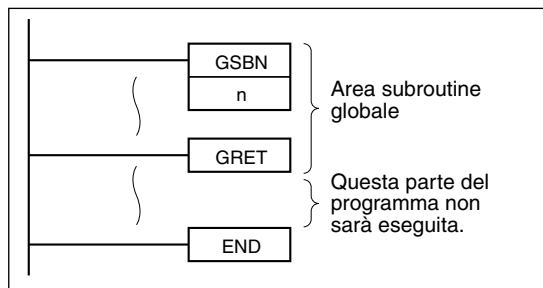 GSBN
n
Area subroutine
globale
GRET
Questa parte del
programma non
sarà eseguita.
END